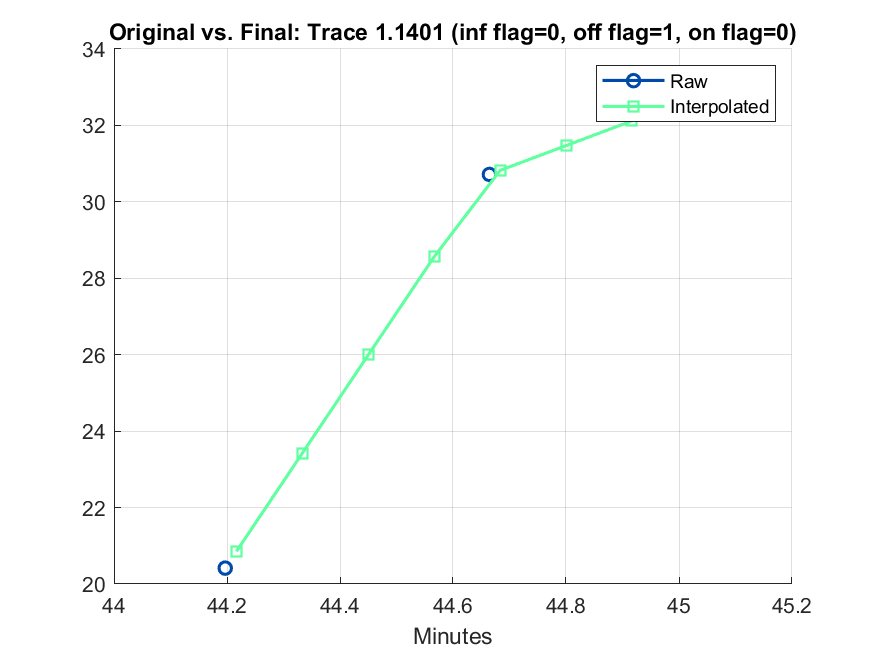 Original vs. Final: Trace 1.1401 (inf flag=0, off flag=1, on flag=0)
34
Raw
Interpolated
32
30
28
26
24
22
20
44 44.2 44.4 44.6 44.8 45 45.2
Minutes